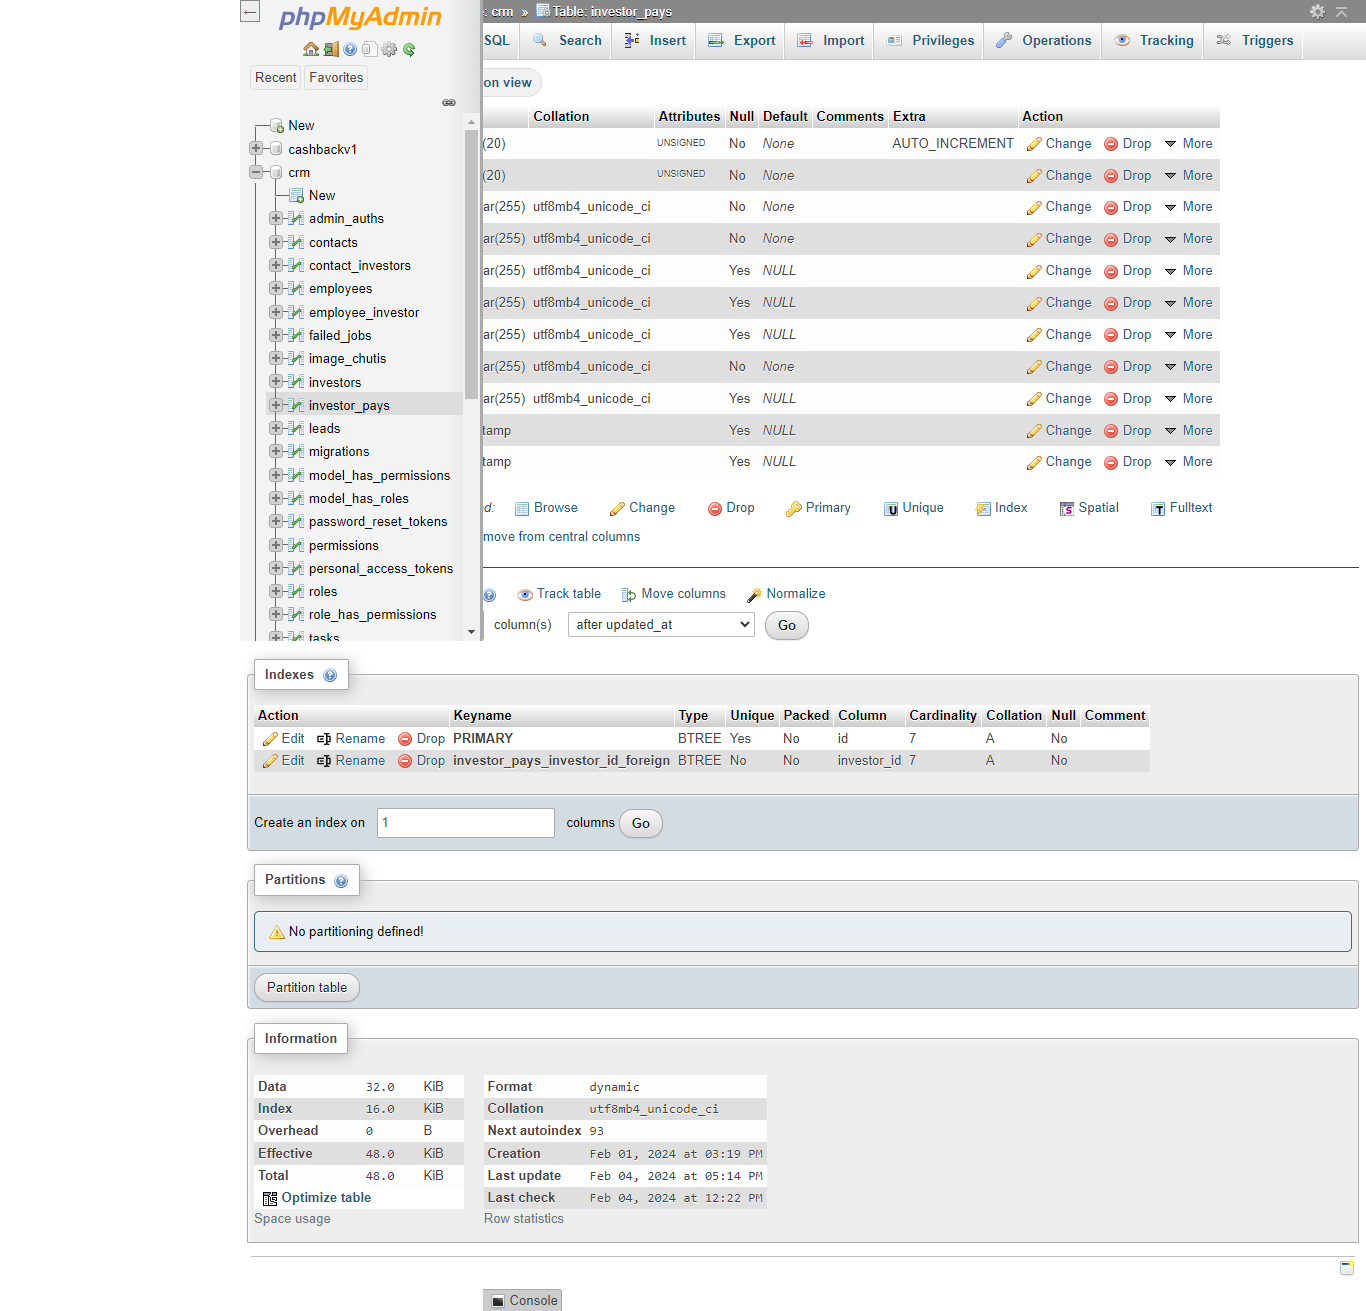 phpMyAdmin
: crm » Table: investor_pays
SQL Search Insert Export Import Privileges Operations Tracking Triggers
Recent Favorites
on view
New
cashbackv1
crm
New
admin_auths
contacts
contact_investors
employees
employee_investor
failed_jobs
image_chutis
investors
investor_pays
leads
migrations
model_has_permissions
model_has_roles
password_reset_tokens
permissions
personal_access_tokens
roles
role_has_permissions
tasks
Collation Attributes Null Default Comments Extra Action
(20) UNSIGNED No None AUTO_INCREMENT Change Drop More
(20) UNSIGNED No None Change Drop More
ar(255) utf8mb4_unicode_ci No None Change Drop More
ar(255) utf8mb4_unicode_ci No None Change Drop More
ar(255) utf8mb4_unicode_ci Yes NULL Change Drop More
ar(255) utf8mb4_unicode_ci Yes NULL Change Drop More
ar(255) utf8mb4_unicode_ci Yes NULL Change Drop More
ar(255) utf8mb4_unicode_ci No None Change Drop More
ar(255) utf8mb4_unicode_ci Yes NULL Change Drop More
tamp Yes NULL Change Drop More
tamp Yes NULL Change Drop More
ed: Browse Change Drop Primary Unique Index Spatial Fulltext
move from central columns
Track table Move columns Normalize
column(s) after updated_at Go
Indexes
Action Keyname Type Unique Packed Column Cardinality Collation Null Comment
Edit Rename Drop PRIMARY BTREE Yes No id 7 A No
Edit Rename Drop investor_pays_investor_id_foreign BTREE No No investor_id 7 A No
Create an index on 1 columns Go
Partitions
No partitioning defined!
Partition table
Information
Data 32.0 KiB
Index 16.0 KiB
Overhead 0 B
Effective 48.0 KiB
Total 48.0 KiB
Optimize table
Space usage
Format dynamic
Collation utf8mb4_unicode_ci
Next autoindex 93
Creation Feb 01, 2024 at 03:19 PM
Last update Feb 04, 2024 at 05:14 PM
Last check Feb 04, 2024 at 12:22 PM
Row statistics
Console